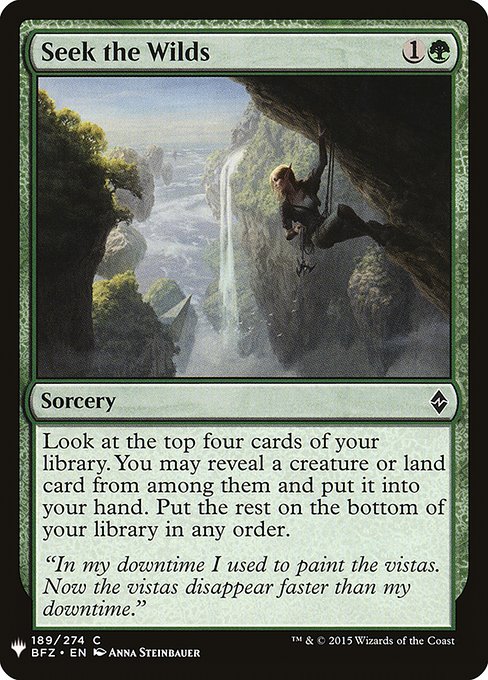 Seek the Wilds 1
Sorcery
Look at the top four cards of your
library. You may reveal a creature or land
card from among them and put it into
your hand. Put the rest on the bottom of
your library in any order.
“In my downtime I used to paint the vistas.
Now the vistas disappear faster than my
downtime.”
189/274 C
BFZ • EN Anna Steinbauer
™ & © 2015 Wizards of the Coast